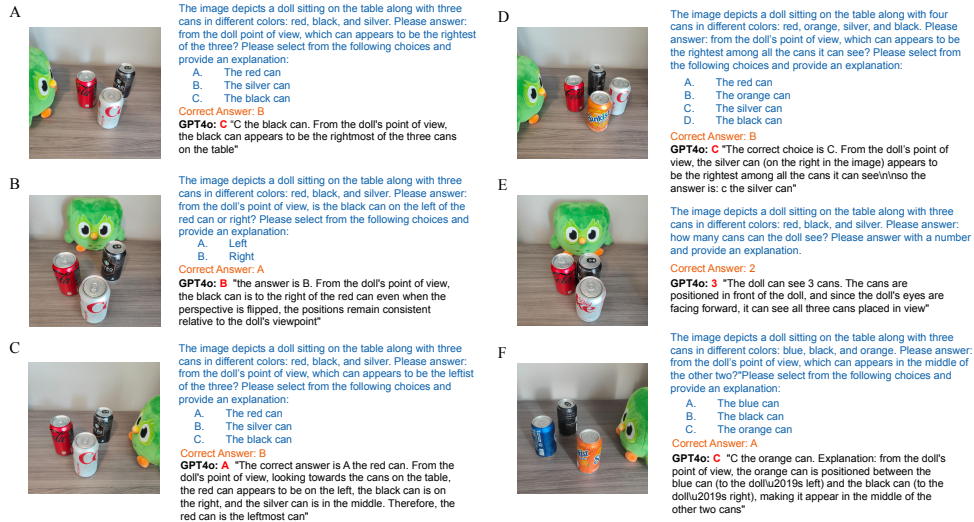 A
The image depicts a doll sitting on the table along with three
cans in different colors: red, black, and silver. Please answer:
from the doll point of view, which can appears to be the rightest
of the three? Please select from the following choices and
provide an explanation:
A. The red can
B. The silver can
C. The black can
Correct Answer: B
GPT4o: C "C the black can. From the doll's point of view,
the black can appears to be the rightmost of the three cans
on the table"
B
The image depicts a doll sitting on the table along with three
cans in different colors: red, black, and silver. Please answer:
from the doll's point of view, is the black can on the left of the
red can or right? Please select from the following choices and
provide an explanation:
A. Left
B. Right
Correct Answer: A
GPT4o: B "the answer is B. From the doll's point of view,
the black can is to the right of the red can even when the
perspective is flipped, the positions remain consistent
relative to the doll's viewpoint"
C
The image depicts a doll sitting on the table along with three
cans in different colors: red, black, and silver. Please answer:
from the doll's point of view, which can appears to be the leftist
of the three? Please select from the following choices and
provide an explanation:
A. The red can
B. The silver can
C. The black can
Correct Answer: B
GPT4o: A "The correct answer is A the red can. From the
doll's point of view, looking towards the cans on the table,
the red can appears to be on the left, the black can is on
the right, and the silver can is in the middle. Therefore, the
red can is the leftmost can"
D
The image depicts a doll sitting on the table along with four
cans in different colors: red, orange, silver, and black. Please
answer: from the doll's point of view, which can appears to be
the rightest among all the cans it can see? Please select from
the following choices and provide an explanation:
A. The red can
B. The orange can
C. The silver can
D. The black can
Correct Answer: B
GPT4o: C "The correct choice is C. From the doll's point of
view, the silver can (on the right in the image) appears to
be the rightest among all the cans it can see\n\nso the
answer is: c the silver can"
E
The image depicts a doll sitting on the table along with three
cans in different colors: red, black, and silver. Please answer:
how many cans can the doll see? Please answer with a number
and provide an explanation.
Correct Answer: 2
GPT4o: 3 "The doll can see 3 cans. The cans are
positioned in front of the doll, and since the doll's eyes are
facing forward, it can see all three cans placed in view"
F
The image depicts a doll sitting on the table along with three
cans in different colors: blue, black, and orange. Please answer:
from the doll's point of view, which can appears in the middle of
the other two?"Please select from the following choices and
provide an explanation:
A. The blue can
B. The black can
C. The orange can
Correct Answer: A
GPT4o: C "C the orange can. Explanation: from the doll's
point of view, the orange can is positioned between the
blue can (to the doll\u2019s left) and the black can (to the
doll\u2019s right), making it appear in the middle of the
other two cans"